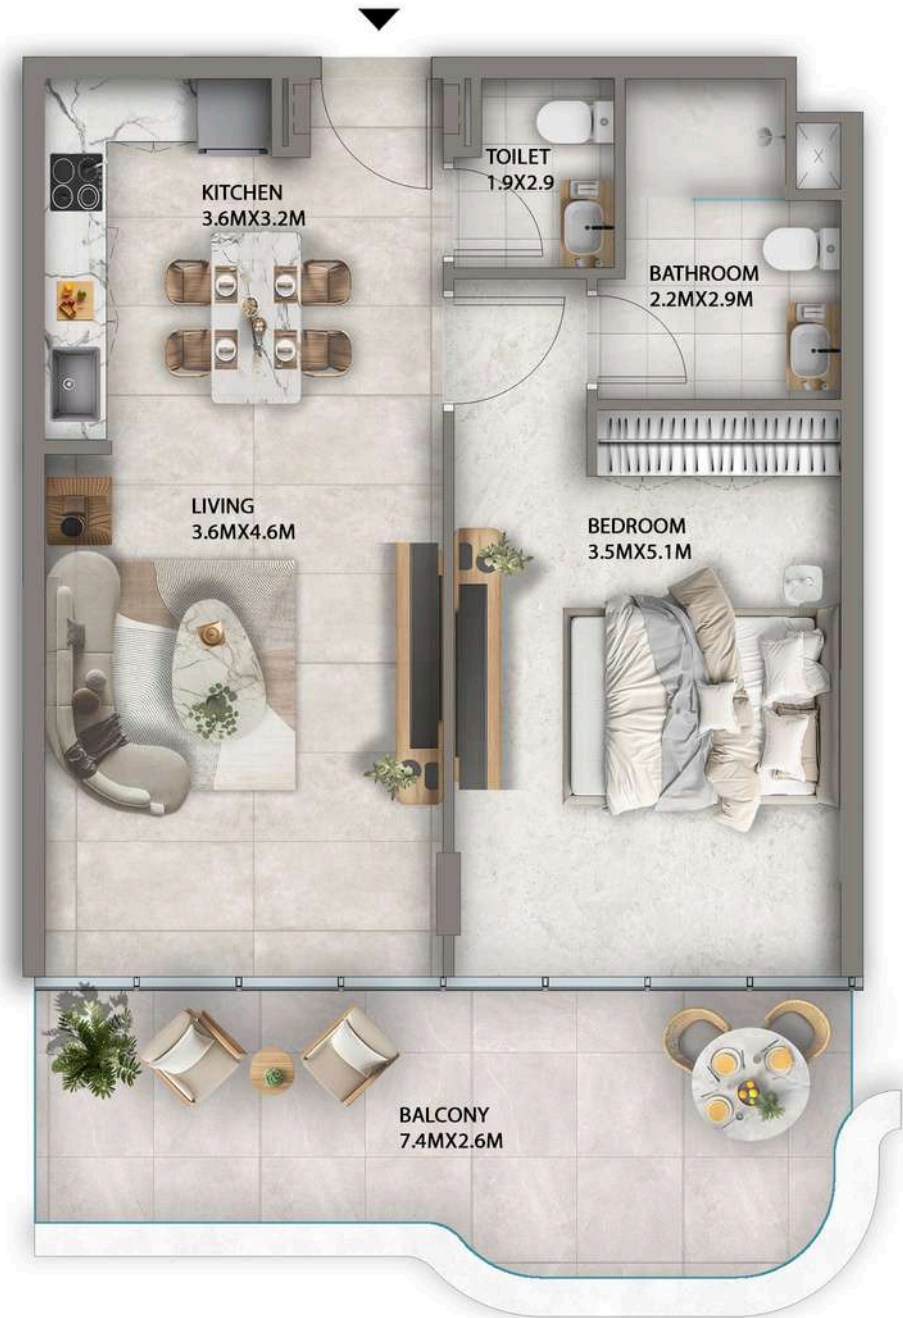 TOILET
1.9X2.9
KITCHEN
3.6MX3.2M
BATHROOM
2.2MX2.9M
LIVING
3.6MX4.6M
BEDROOM
3.5MX5.1M
BALCONY
7.4MX2.6M